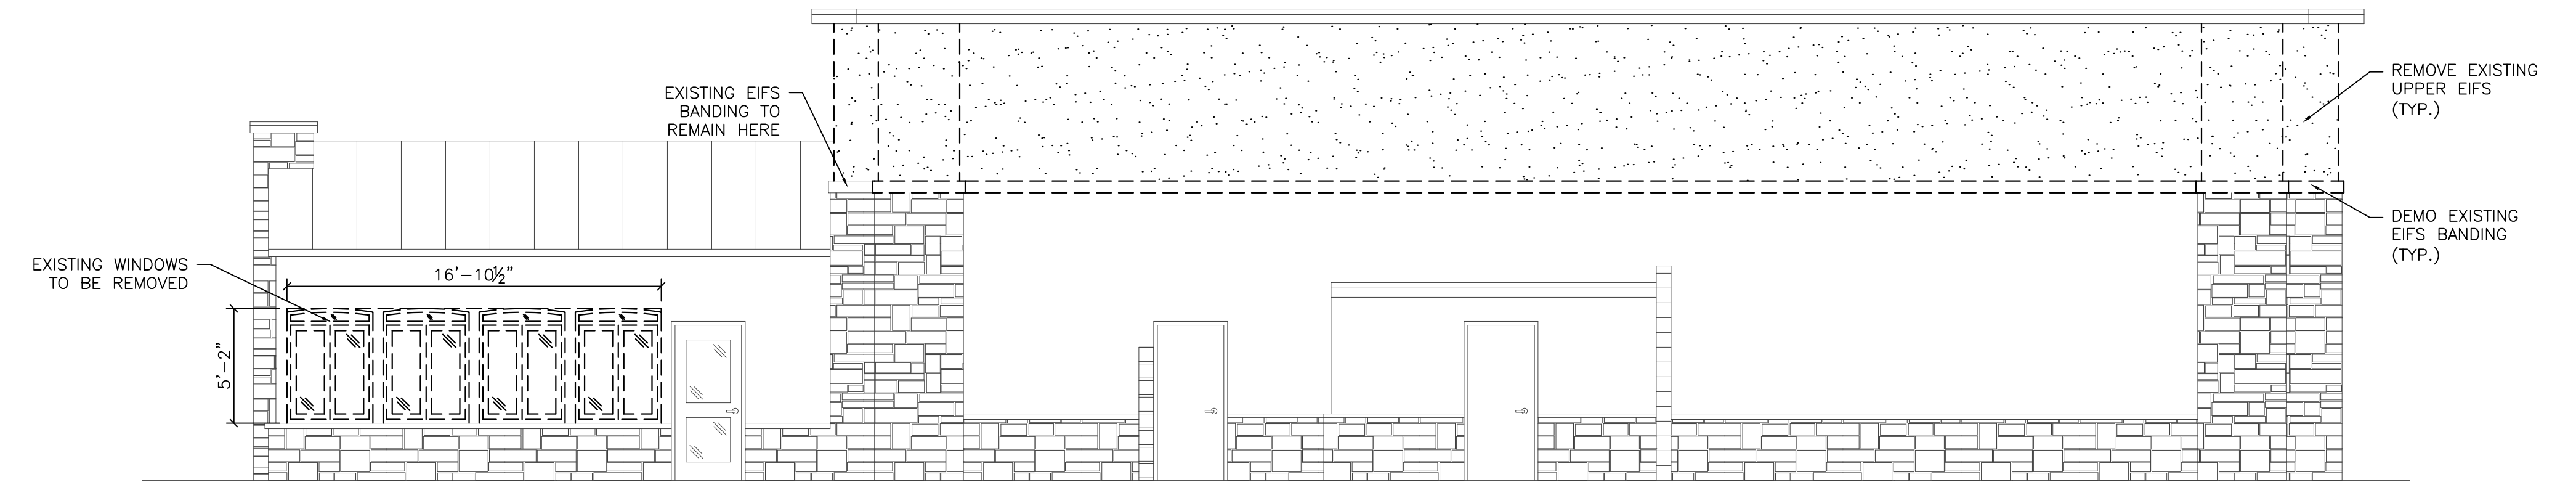 EXISTING EIFS
BANDING TO
REMAIN HERE
REMOVE EXISTING
UPPER EIFS
(TYP.)
DEMO EXISTING
EIFS BANDING
(TYP.)
EXISTING WINDOWS
TO BE REMOVED
16'-10½"
5'-2"